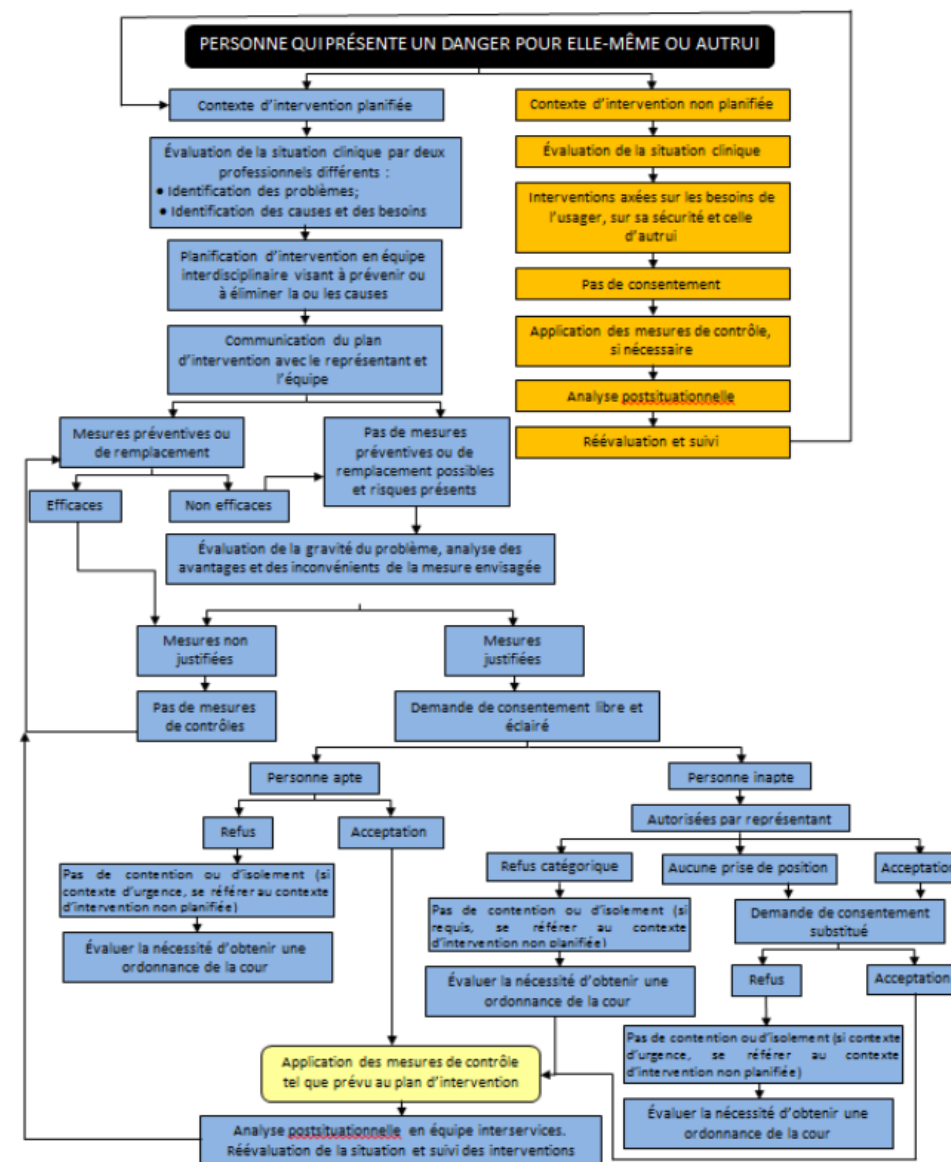 PERSONNE QUI PRÉSENTE UN DANGER POUR ELLE-MÊME OU AUTRUI
Contexte d'intervention planifiée
Évaluation de la situation clinique par deux
professionnels différents :
• Identification des problèmes;
• Identification des causes et des besoins
Planification d'intervention en équipe
interdisciplinaire visant à prévenir ou
à éliminer la ou les causes
Communication du plan
d'intervention avec le représentant et
l'équipe
Contexte d'intervention non planifiée
Évaluation de la situation clinique
Interventions axées sur les besoins de
l'usager, sur sa sécurité et celle
d'autrui
Pas de consentement
Application des mesures de contrôle,
si nécessaire
Analyse postsituationnelle
Réévaluation et suivi
Mesures préventives ou
de remplacement
Pas de mesures
préventives ou de
remplacement possibles
et risques présents
Efficaces
Non efficaces
Évaluation de la gravité du problème, analyse des
avantages et des inconvénients de la mesure envisagée
Mesures non
justifiées
Mesures
justifiées
Pas de mesures
de contrôles
Demande de consentement libre et
éclairé
Personne apte
Personne inapte
Refus
Acceptation
Autorisées par représentant
Pas de contention ou d'isolement (si
contexte d'urgence, se référer au contexte
d'intervention non planifiée)
Évaluer la nécessité d'obtenir une
ordonnance de la cour
Refus catégorique
Aucune prise de position
Acceptation
Pas de contention ou d'isolement (si
requis, se référer au contexte
d'intervention non planifiée)
Évaluer la nécessité d'obtenir une
ordonnance de la cour
Demande de consentement
substitué
Refus
Acceptation
Pas de contention ou d'isolement (si contexte
d'urgence, se référer au contexte
d'intervention non planifiée)
Évaluer la nécessité d'obtenir une
ordonnance de la cour
Application des mesures de contrôle
tel que prévu au plan d'intervention
Analyse postsituationnelle en équipe interservices.
Réévaluation de la situation et suivi des interventions